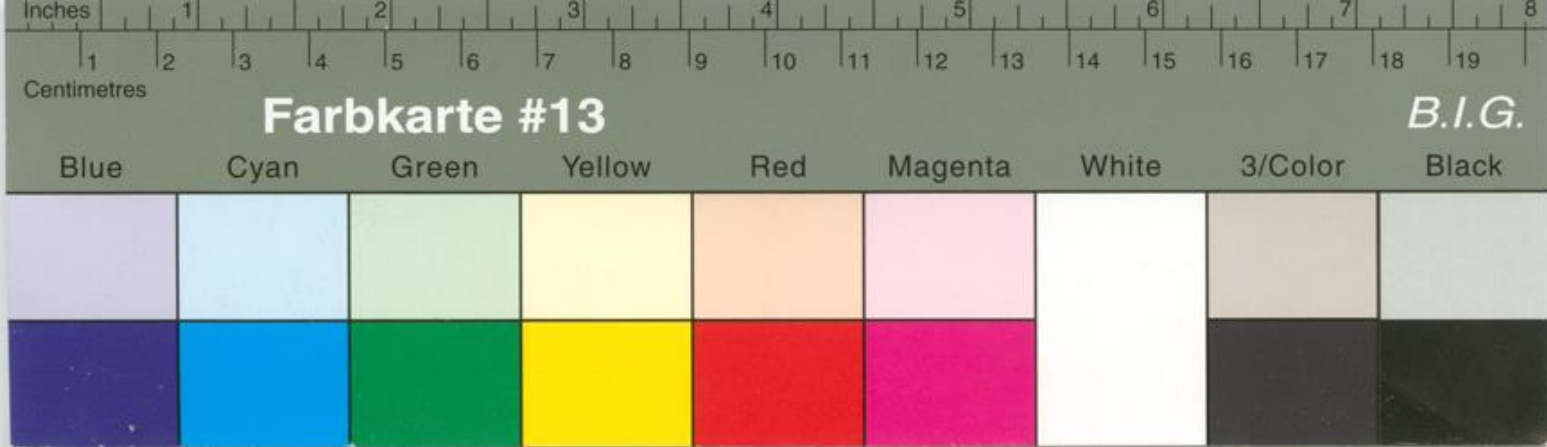 Inches 1 2 3 4 5 6 7 8
1 2 3 4 5 6 7 8 9 10 11 12 13 14 15 16 17 18 19
Centimetres
Farbkarte #13 B.I.G.
Blue Cyan Green Yellow Red Magenta White 3/Color Black